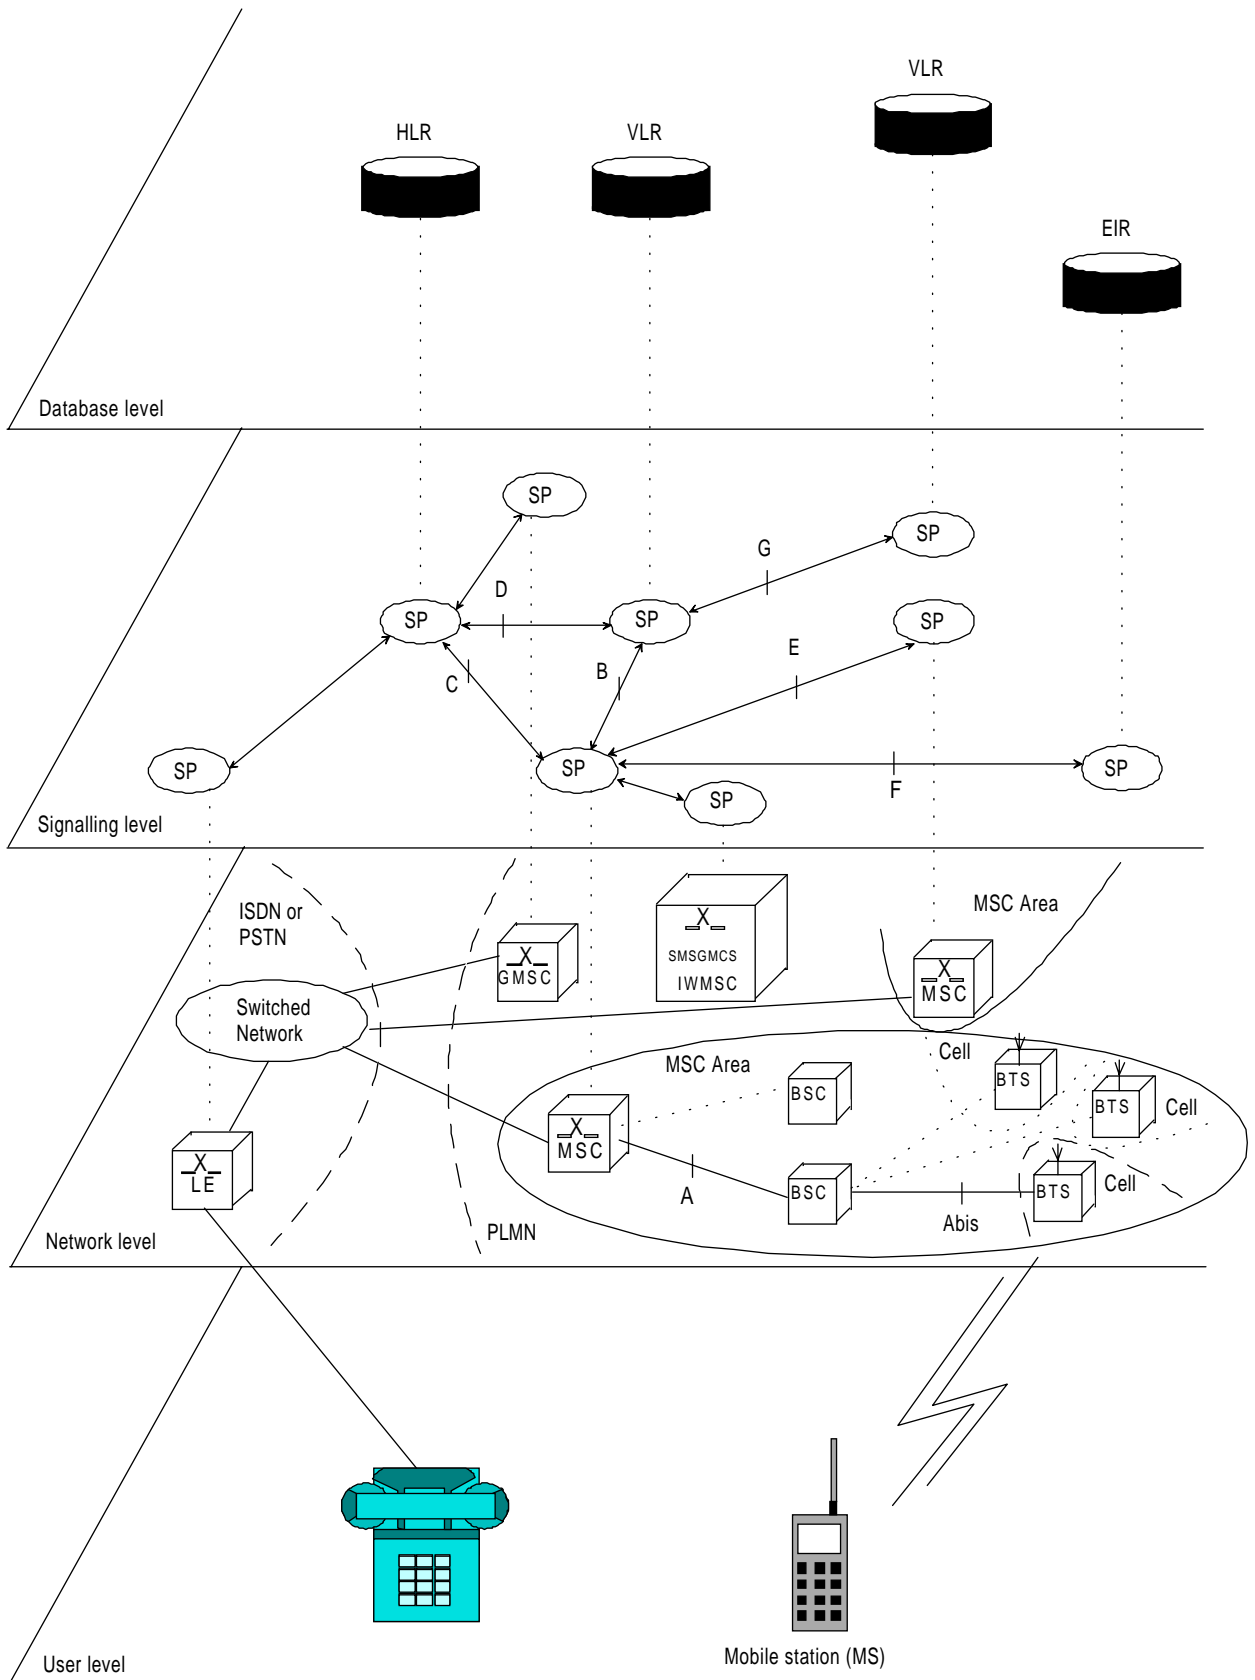 VLR
HLR
VLR
EIR
Database level
SP
SP
G
D
SP
SP
SP
E
C
B
SP
SP
SP
SP
F
Signalling level
ISDN or
PSTN
MSC Area
X
SMSGMCS
IWMSC
X
GMSC
X
MSC
Switched
Network
MSC Area
Cell
BSC
BTS
BTS
Cell
X
MSC
X
LE
A
BSC
BTS
Cell
Abis
PLMN
Network level
Mobile station (MS)
User level